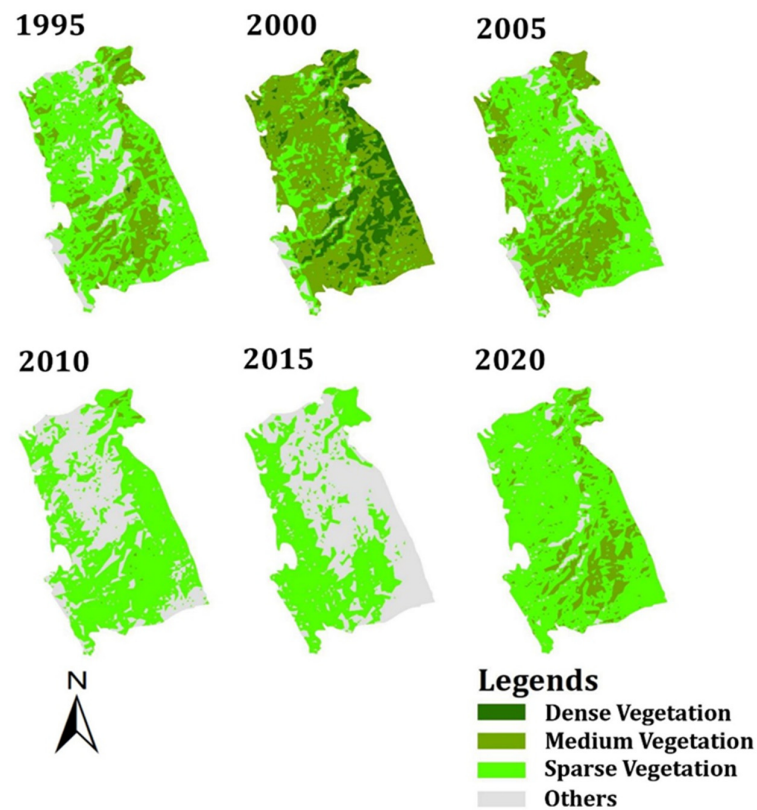 1995
2000
2005
2010
2015
2020
N
Legends
Dense Vegetation
Medium Vegetation
Sparse Vegetation
Others